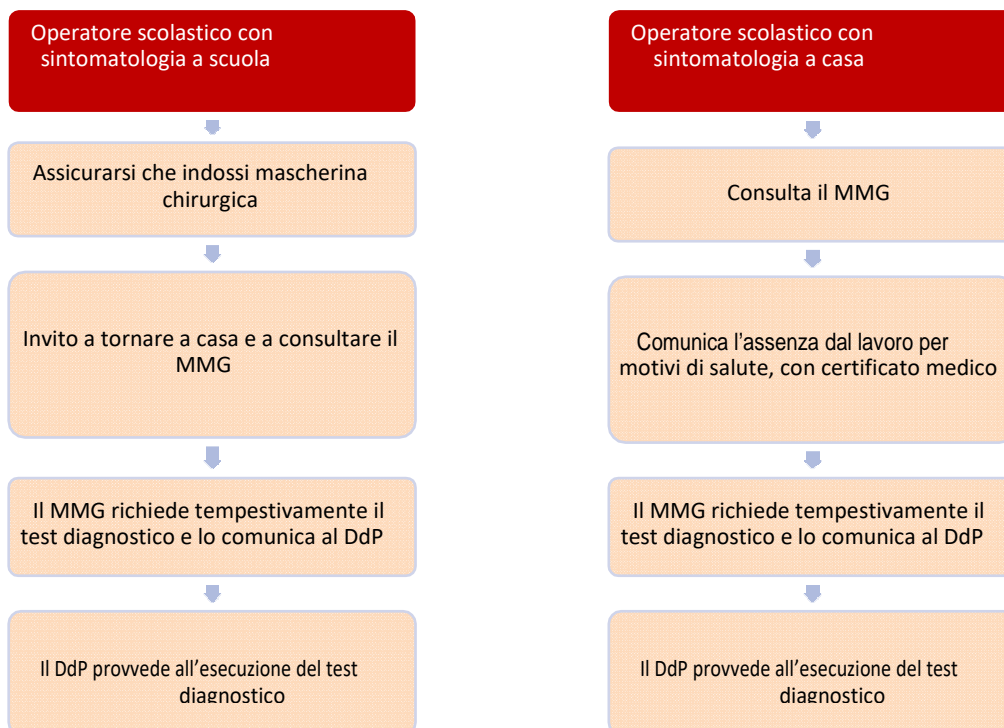 Operatore scolastico con
sintomatologia a scuola
Assicurarsi che indossi mascherina
chirurgica
Invito a tornare a casa e a consultare il
MMG
Il MMG richiede tempestivamente il
test diagnostico e lo comunica al DdP
Il DdP provvede all’esecuzione del test
diagnostico
Operatore scolastico con
sintomatologia a casa
Consulta il MMG
Comunica l’assenza dal lavoro per
motivi di salute, con certificato medico
Il MMG richiede tempestivamente il
test diagnostico e lo comunica al DdP
Il DdP provvede all’esecuzione del test
diagnostico